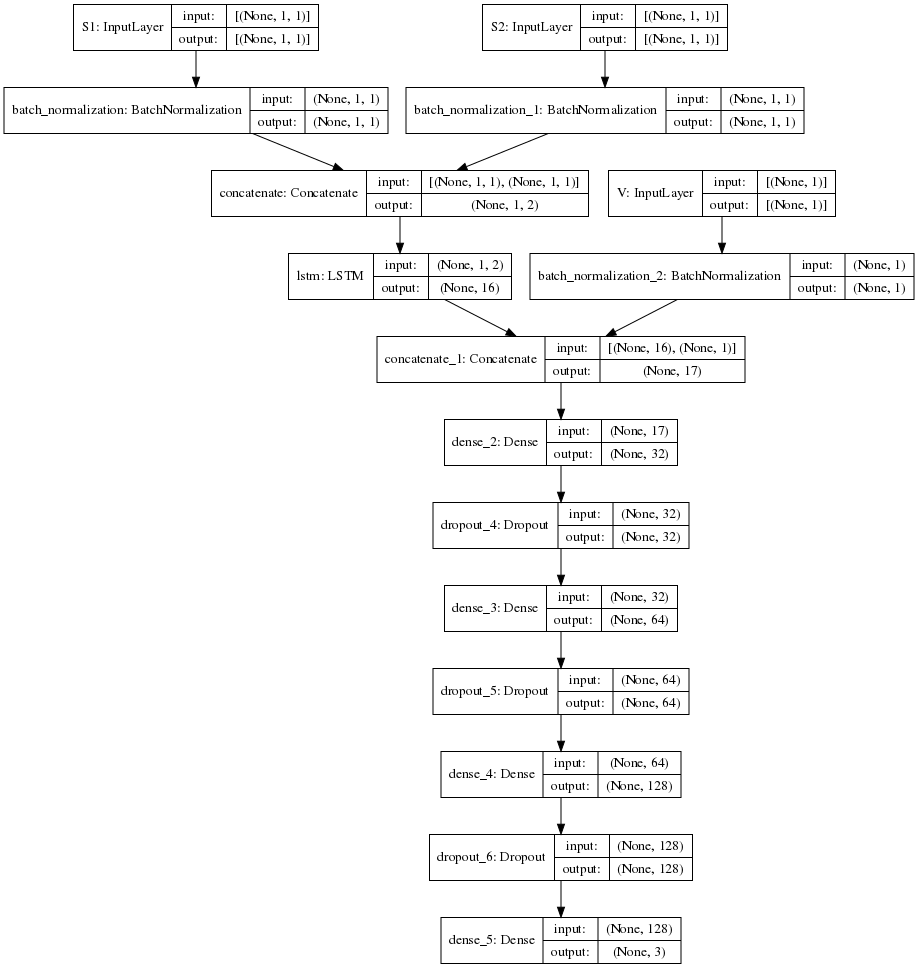 S1: InputLayer
input: [(None, 1, 1)]
output: [(None, 1, 1)]
S2: InputLayer
input: [(None, 1, 1)]
output: [(None, 1, 1)]
batch_normalization: BatchNormalization
input: (None, 1, 1)
output: (None, 1, 1)
batch_normalization_1: BatchNormalization
input: (None, 1, 1)
output: (None, 1, 1)
concatenate: Concatenate
input: [(None, 1, 1), (None, 1, 1)]
output: (None, 1, 2)
V: InputLayer
input: [(None, 1)]
output: [(None, 1)]
lstm: LSTM
input: (None, 1, 2)
output: (None, 16)
batch_normalization_2: BatchNormalization
input: (None, 1)
output: (None, 1)
concatenate_1: Concatenate
input: [(None, 16), (None, 1)]
output: (None, 17)
dense_2: Dense
input: (None, 17)
output: (None, 32)
dropout_4: Dropout
input: (None, 32)
output: (None, 32)
dense_3: Dense
input: (None, 32)
output: (None, 64)
dropout_5: Dropout
input: (None, 64)
output: (None, 64)
dense_4: Dense
input: (None, 64)
output: (None, 128)
dropout_6: Dropout
input: (None, 128)
output: (None, 128)
dense_5: Dense
input: (None, 128)
output: (None, 3)